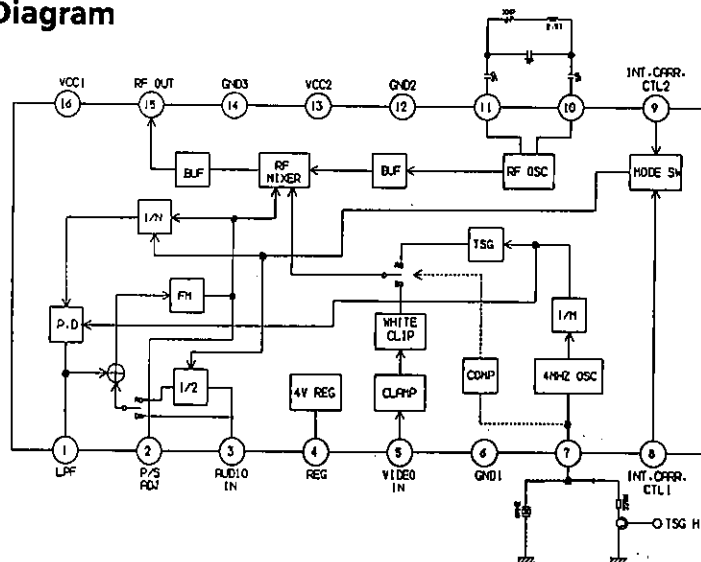 Diagram
VCC1
RF OUT
GND3
VCC2
GND2
INT.CARR.
CTL2
16
15
14
13
12
11
10
9
BUF
RF
MIXER
BUF
RF OSC
MODE SW
1/N
TSG
FM
P.D
WHITE
CLIP
1/M
1/2
4V REG
CLAMP
COMP
4MHZ OSC
1
2
3
4
5
6
7
8
LPF
P/S
ADJ
AUDIO
IN
REG
VIDEO
IN
GND1
INT.CARR.
CTL1
TSG H